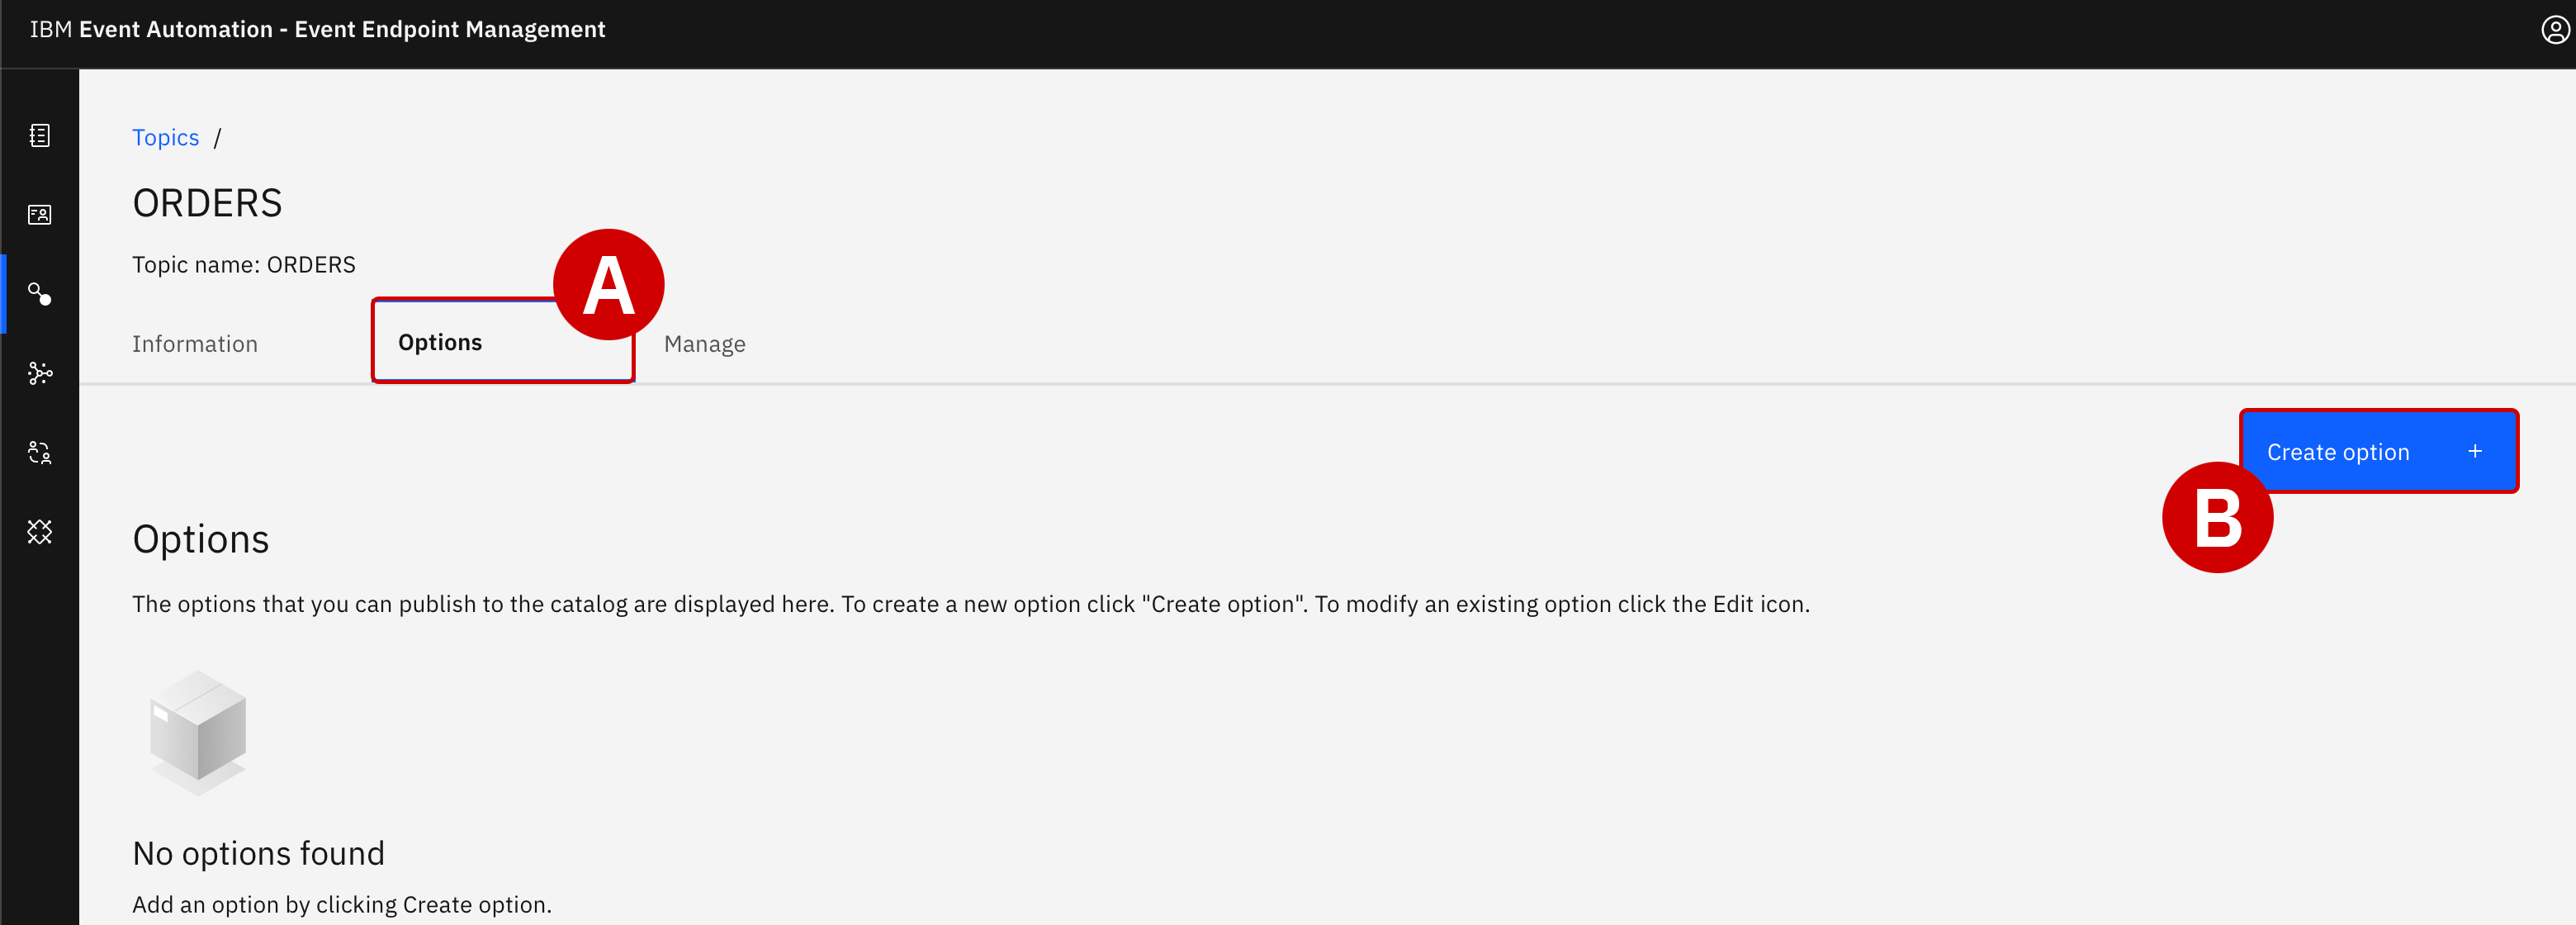 IBM Event Automation - Event Endpoint Management
Topics /
ORDERS
Topic name: ORDERS
A
Information Options Manage
Create option +
B
Options
The options that you can publish to the catalog are displayed here. To create a new option click "Create option". To modify an existing option click the Edit icon.
No options found
Add an option by clicking Create option.